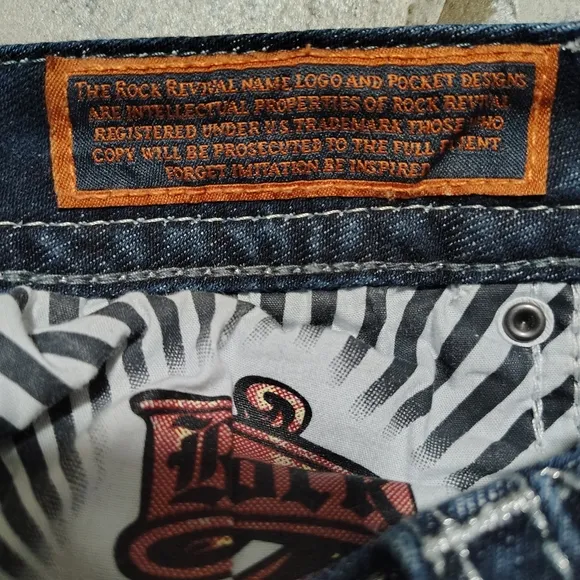 THE ROCK REVIVAL NAME LOGO AND POCKET DESIGNS
ARE INTELLECTUAL PROPERTIES OF ROCK REVIVAL
REGISTERED UNDER U.S TRADEMARK THOSE WHO
COPY WILL BE PROSECUTED TO THE FULL EXTENT
FORGET IMITATION BE INSPIRED
Rock